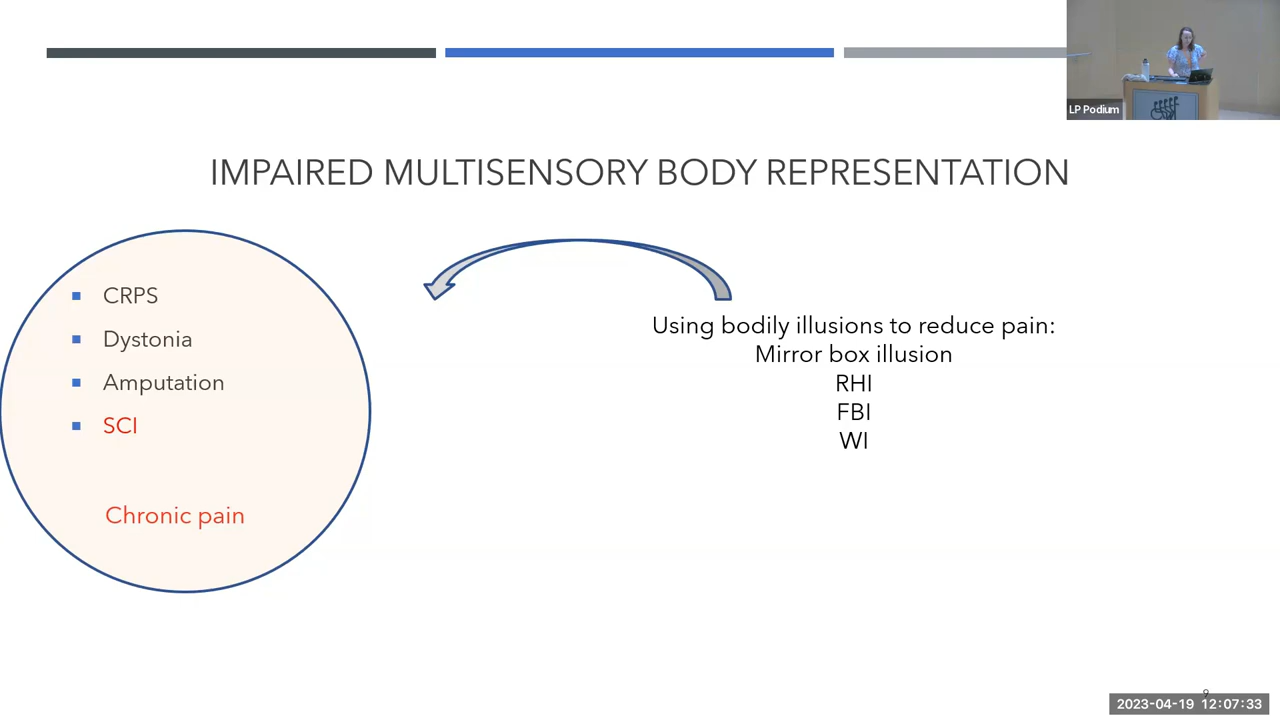 LP Podium
IMPAIRED MULTISENSORY BODY REPRESENTATION
CRPS
Dystonia
Amputation
SCI
Chronic pain
Using bodily illusions to reduce pain:
Mirror box illusion
RHI
FBI
WI
9
2023-04-19 12:07:33